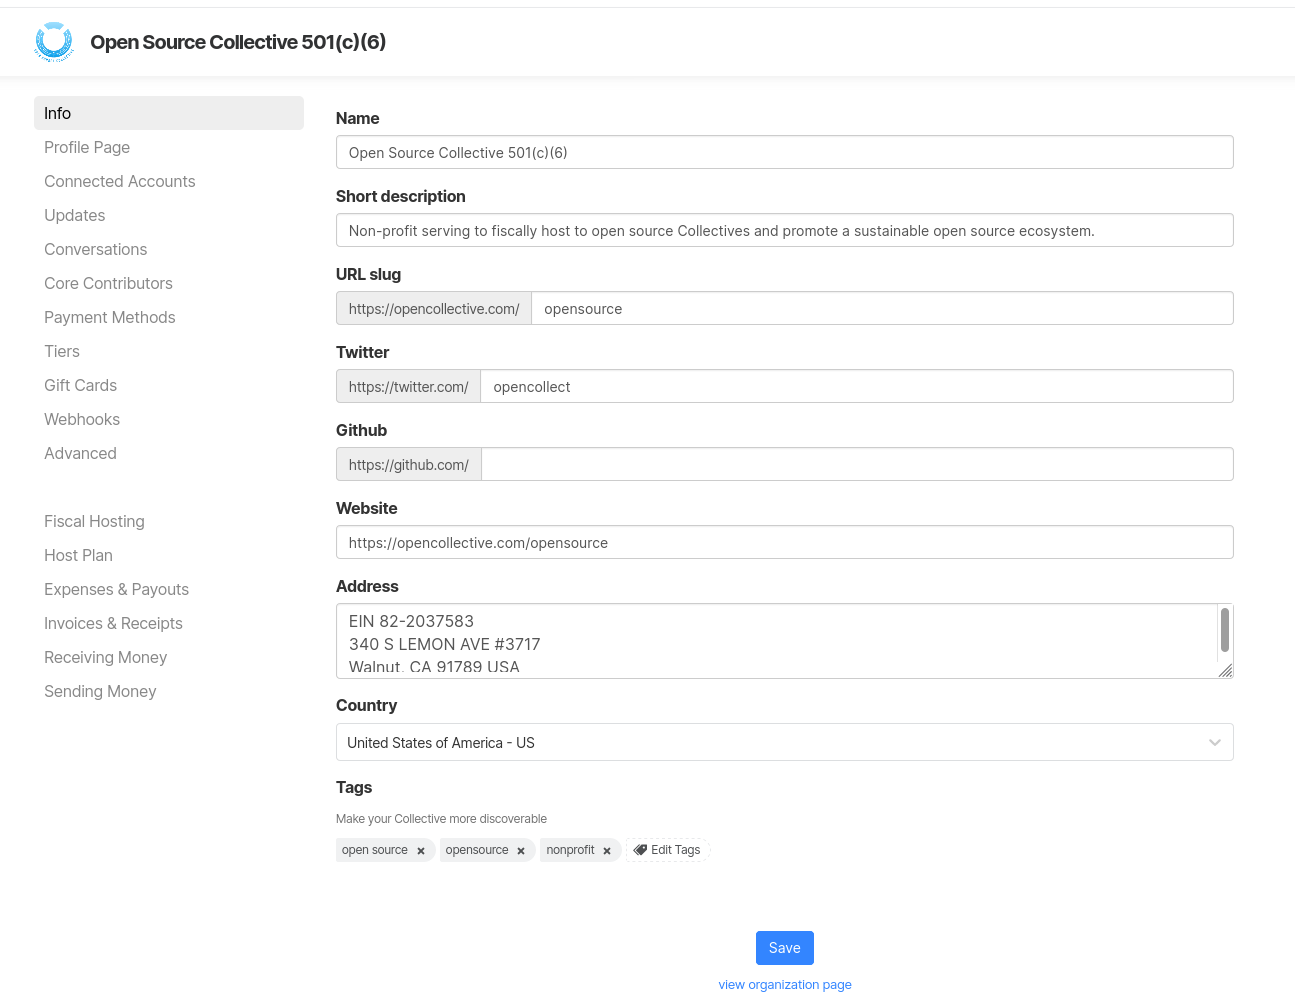 Open Source Collective 501(c)(6)
Info
Profile Page
Connected Accounts
Updates
Conversations
Core Contributors
Payment Methods
Tiers
Gift Cards
Webhooks
Advanced
Fiscal Hosting
Host Plan
Expenses & Payouts
Invoices & Receipts
Receiving Money
Sending Money
Name
Open Source Collective 501(c)(6)
Short description
Non-profit serving to fiscally host to open source Collectives and promote a sustainable open source ecosystem.
URL slug
https://opencollective.com/ opensource
Twitter
https://twitter.com/ opencollect
Github
https://github.com/
Website
https://opencollective.com/opensource
Address
EIN 82-2037583
340 S LEMON AVE #3717
Walnut, CA 91789 USA
Country
United States of America - US
Tags
Make your Collective more discoverable
open source × opensource × nonprofit × Edit Tags
Save
view organization page